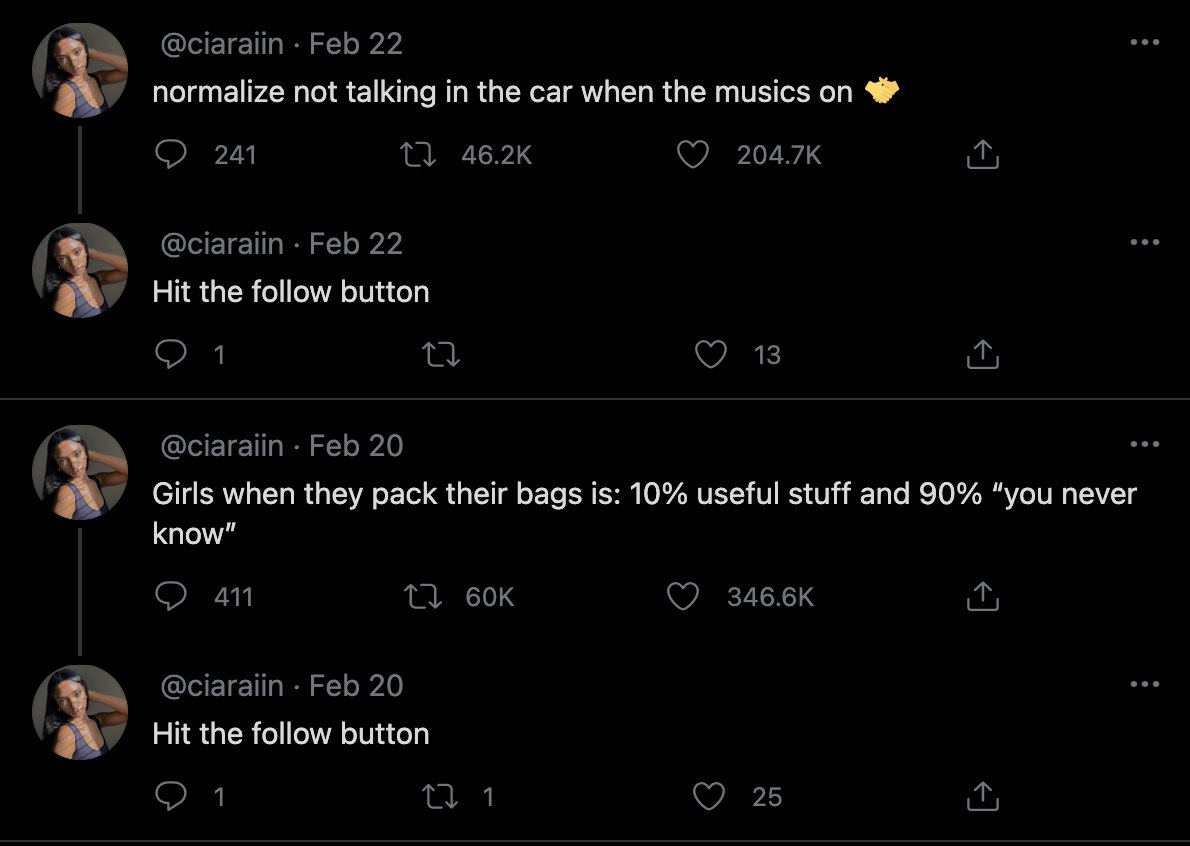 @ciaraiin · Feb 22
normalize not talking in the car when the musics on 🤝
241 46.2K 204.7K
@ciaraiin · Feb 22
Hit the follow button
1 13
@ciaraiin · Feb 20
Girls when they pack their bags is: 10% useful stuff and 90% “you never
know”
411 60K 346.6K
@ciaraiin · Feb 20
Hit the follow button
1 1 25